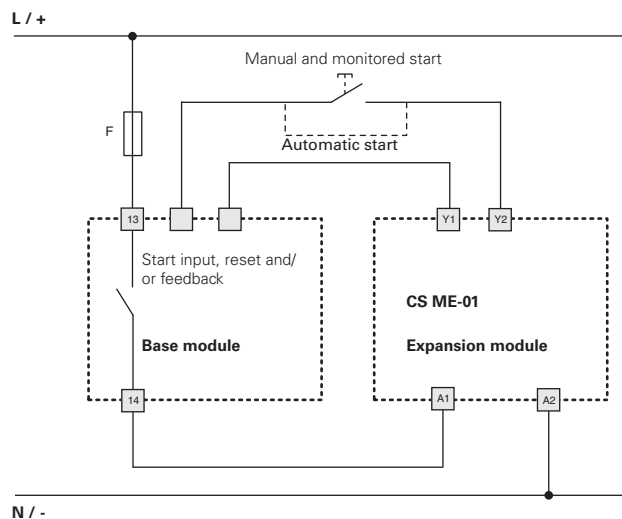 L / +
Manual and monitored start
F
Automatic start
13
Y1
Y2
Start input, reset and/
or feedback
CS ME-01
Base module
Expansion module
14
A1
A2
N / -